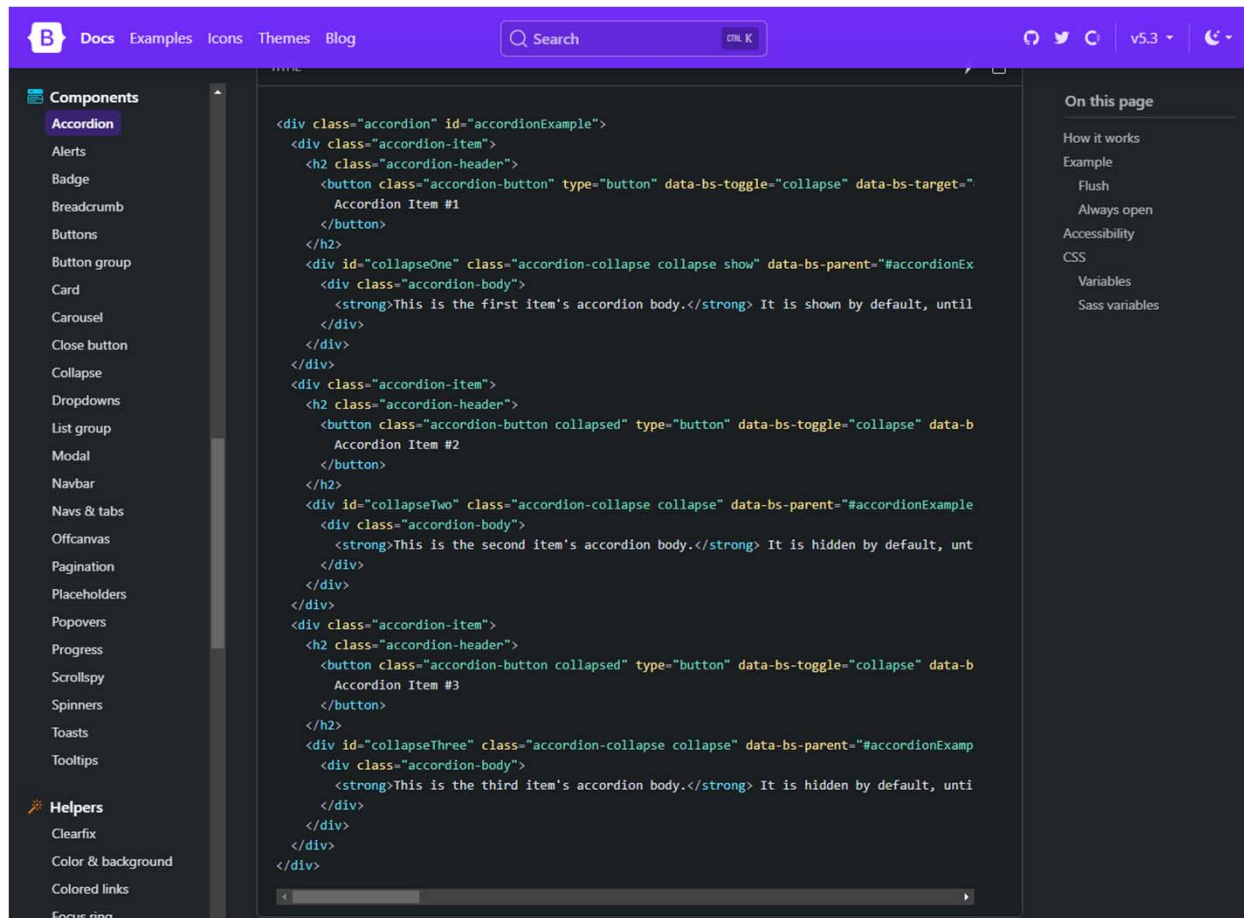 B Docs Examples Icons Themes Blog Search CTRL K v5.3
Components
Accordion
Alerts
Badge
Breadcrumb
Buttons
Button group
Card
Carousel
Close button
Collapse
Dropdowns
List group
Modal
Navbar
Navs & tabs
Offcanvas
Pagination
Placeholders
Popovers
Progress
Scrollspy
Spinners
Toasts
Tooltips
Helpers
Clearfix
Color & background
Colored links
Focus ring
HTML
<div class="accordion" id="accordionExample">
  <div class="accordion-item">
    <h2 class="accordion-header">
      <button class="accordion-button" type="button" data-bs-toggle="collapse" data-bs-target="
        Accordion Item #1
      </button>
    </h2>
    <div id="collapseOne" class="accordion-collapse collapse show" data-bs-parent="#accordionEx
      <div class="accordion-body">
        <strong>This is the first item's accordion body.</strong> It is shown by default, until
      </div>
    </div>
  </div>
  <div class="accordion-item">
    <h2 class="accordion-header">
      <button class="accordion-button collapsed" type="button" data-bs-toggle="collapse" data-b
        Accordion Item #2
      </button>
    </h2>
    <div id="collapseTwo" class="accordion-collapse collapse" data-bs-parent="#accordionExample
      <div class="accordion-body">
        <strong>This is the second item's accordion body.</strong> It is hidden by default, unt
      </div>
    </div>
  </div>
  <div class="accordion-item">
    <h2 class="accordion-header">
      <button class="accordion-button collapsed" type="button" data-bs-toggle="collapse" data-b
        Accordion Item #3
      </button>
    </h2>
    <div id="collapseThree" class="accordion-collapse collapse" data-bs-parent="#accordionExamp
      <div class="accordion-body">
        <strong>This is the third item's accordion body.</strong> It is hidden by default, unti
      </div>
    </div>
  </div>
</div>
On this page
How it works
Example
Flush
Always open
Accessibility
CSS
Variables
Sass variables